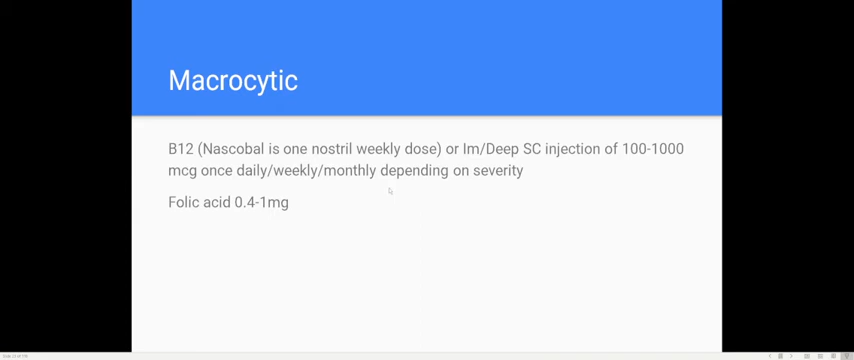 Macrocytic
B12 (Nascobal is one nostril weekly dose) or Im/Deep SC injection of 100-1000
mcg once daily/weekly/monthly depending on severity
Folic acid 0.4-1mg